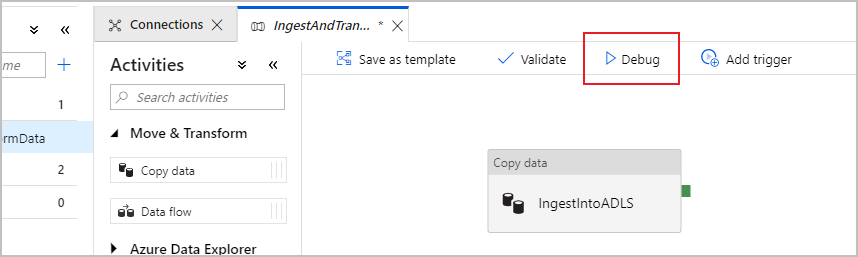 Connections
IngestAndTran... *
me
Activities
Save as template
Validate
Debug
Add trigger
Search activities
1
Move & Transform
ormData
Copy data
Copy data
2
IngestIntoADLS
0
Data flow
Azure Data Explorer